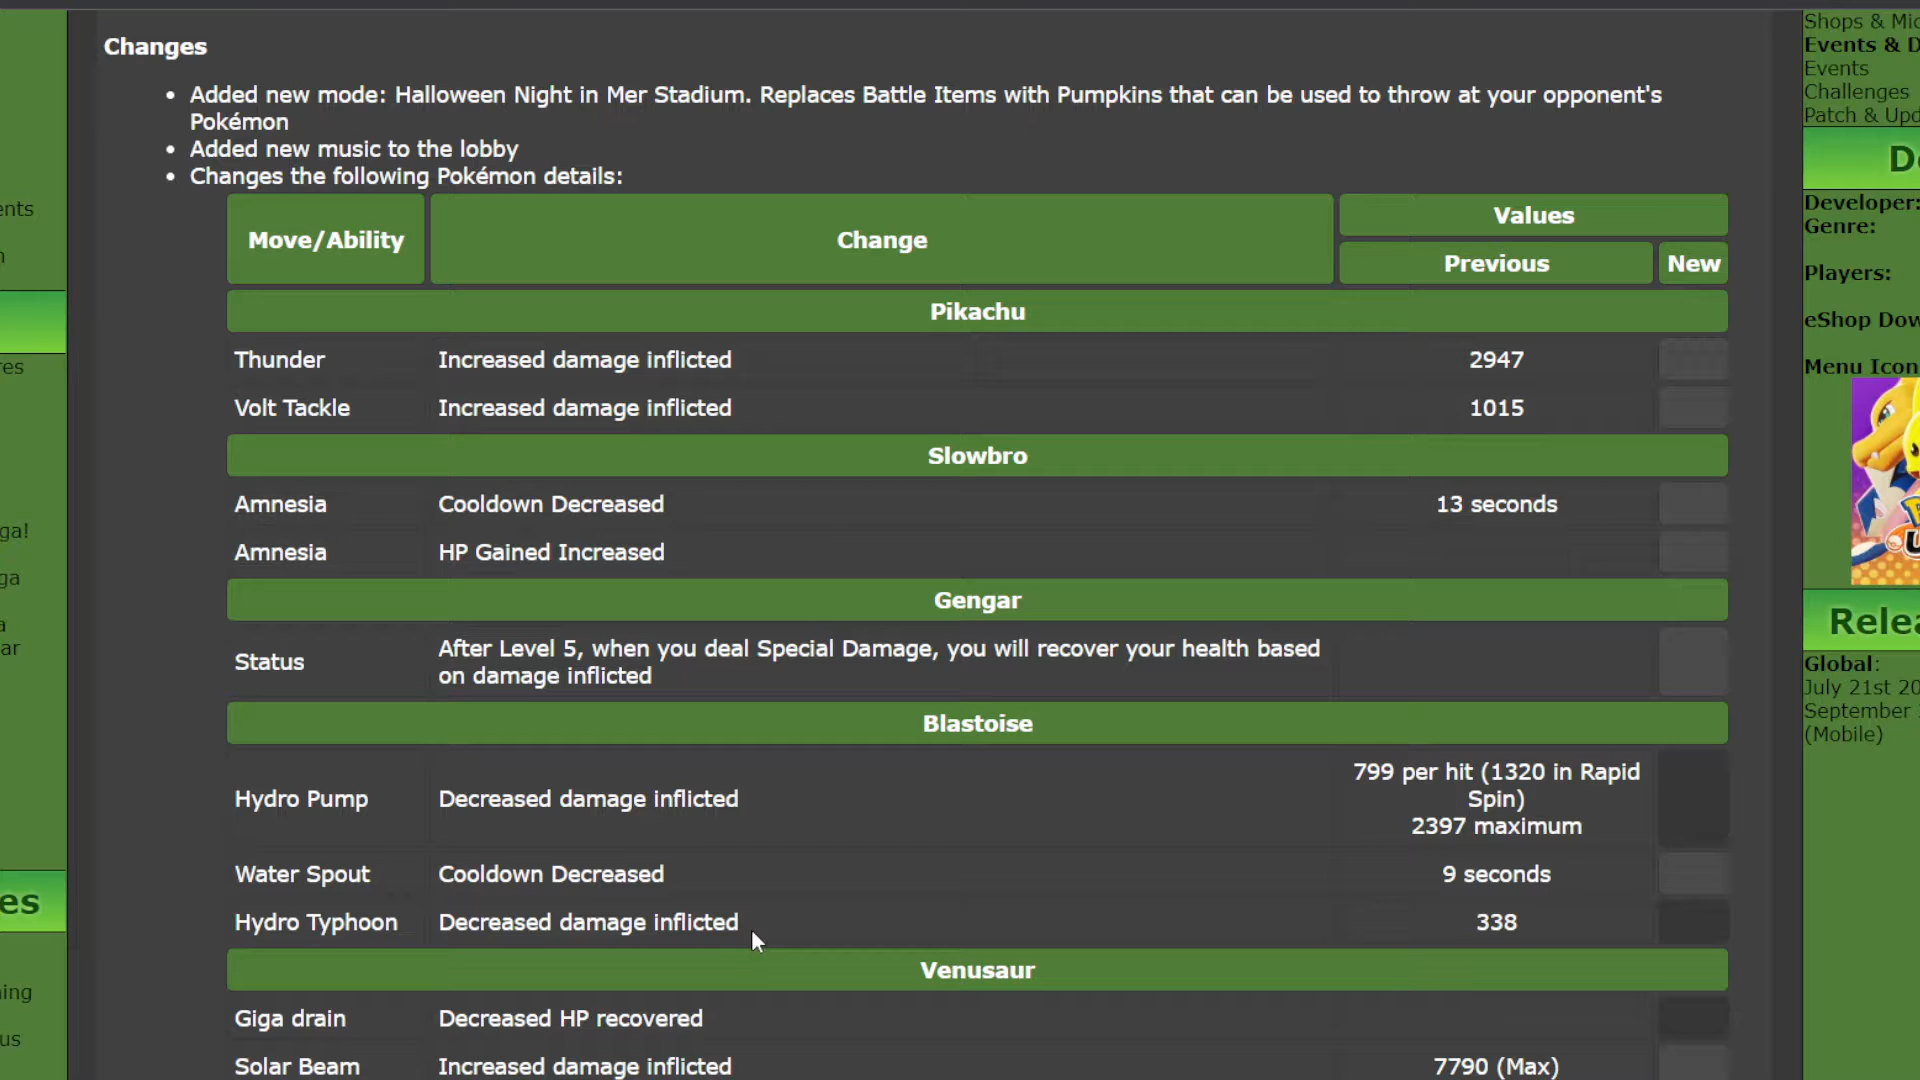 Changes
Added new mode: Halloween Night in Mer Stadium. Replaces Battle Items with Pumpkins that can be used to throw at your opponent's
Pokémon
Added new music to the lobby
Changes the following Pokémon details:
Move/Ability
Change
Values
Previous
New
Pikachu
Thunder Increased damage inflicted 2947
Volt Tackle Increased damage inflicted 1015
Slowbro
Amnesia Cooldown Decreased 13 seconds
Amnesia HP Gained Increased
Gengar
Status
After Level 5, when you deal Special Damage, you will recover your health based
on damage inflicted
Blastoise
Hydro Pump Decreased damage inflicted
799 per hit (1320 in Rapid
Spin)
2397 maximum
Water Spout Cooldown Decreased 9 seconds
Hydro Typhoon Decreased damage inflicted 338
Venusaur
Giga drain Decreased HP recovered
Solar Beam Increased damage inflicted 7790 (Max)
Shops &
Events &
Events
Challenges
Patch &
Developer:
Genre:
Players:
eShop
Menu Icon
Global:
July 21st
September
(Mobile)